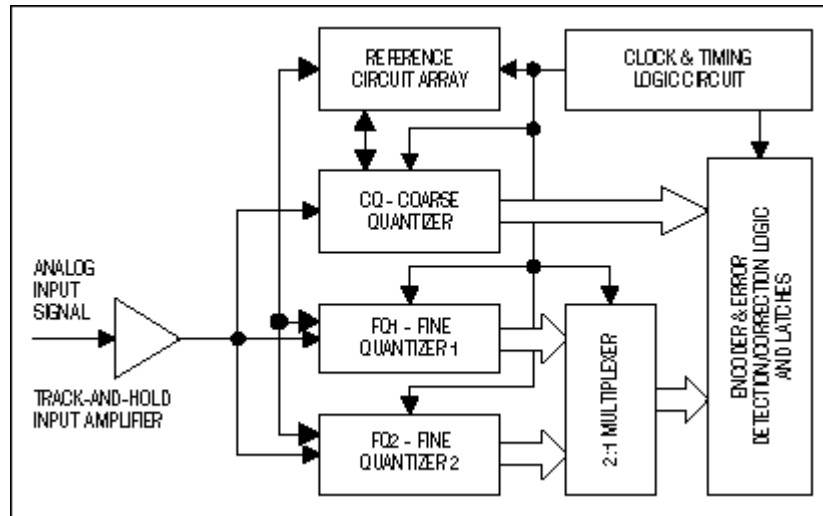 REFERENCE
CIRCUIT ARRAY
CLOCK & TIMING
LOGIC CIRCUIT
CQ - COARSE
QUANTIZER
ANALOG
INPUT
SIGNAL
TRACK-AND-HOLD
INPUT AMPLIFIER
FQ1 - FINE
QUANTIZER 1
FQ2 - FINE
QUANTIZER 2
2:1 MULTIPLEXER
ENCODER & ERROR
DETECTION/CORRECTION LOGIC
AND LATCHES